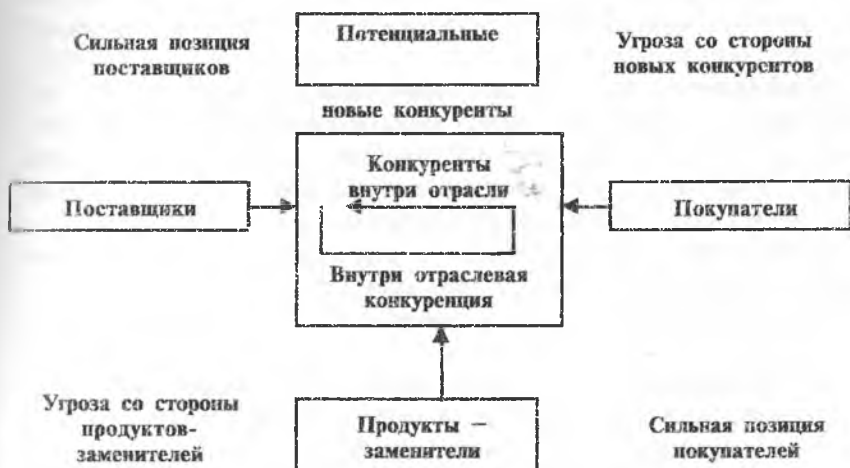 Сильная позиция
поставщиков
Потенциальные
Угроза со стороны
новых конкурентов
новые конкуренты
Конкуренты
внутри отрасли
Поставщики
Покупатели
Внутри отраслевая
конкуренция
Угроза со стороны
продуктов-
заменителей
Продукты –
заменители
Сильная позиция
покупателей